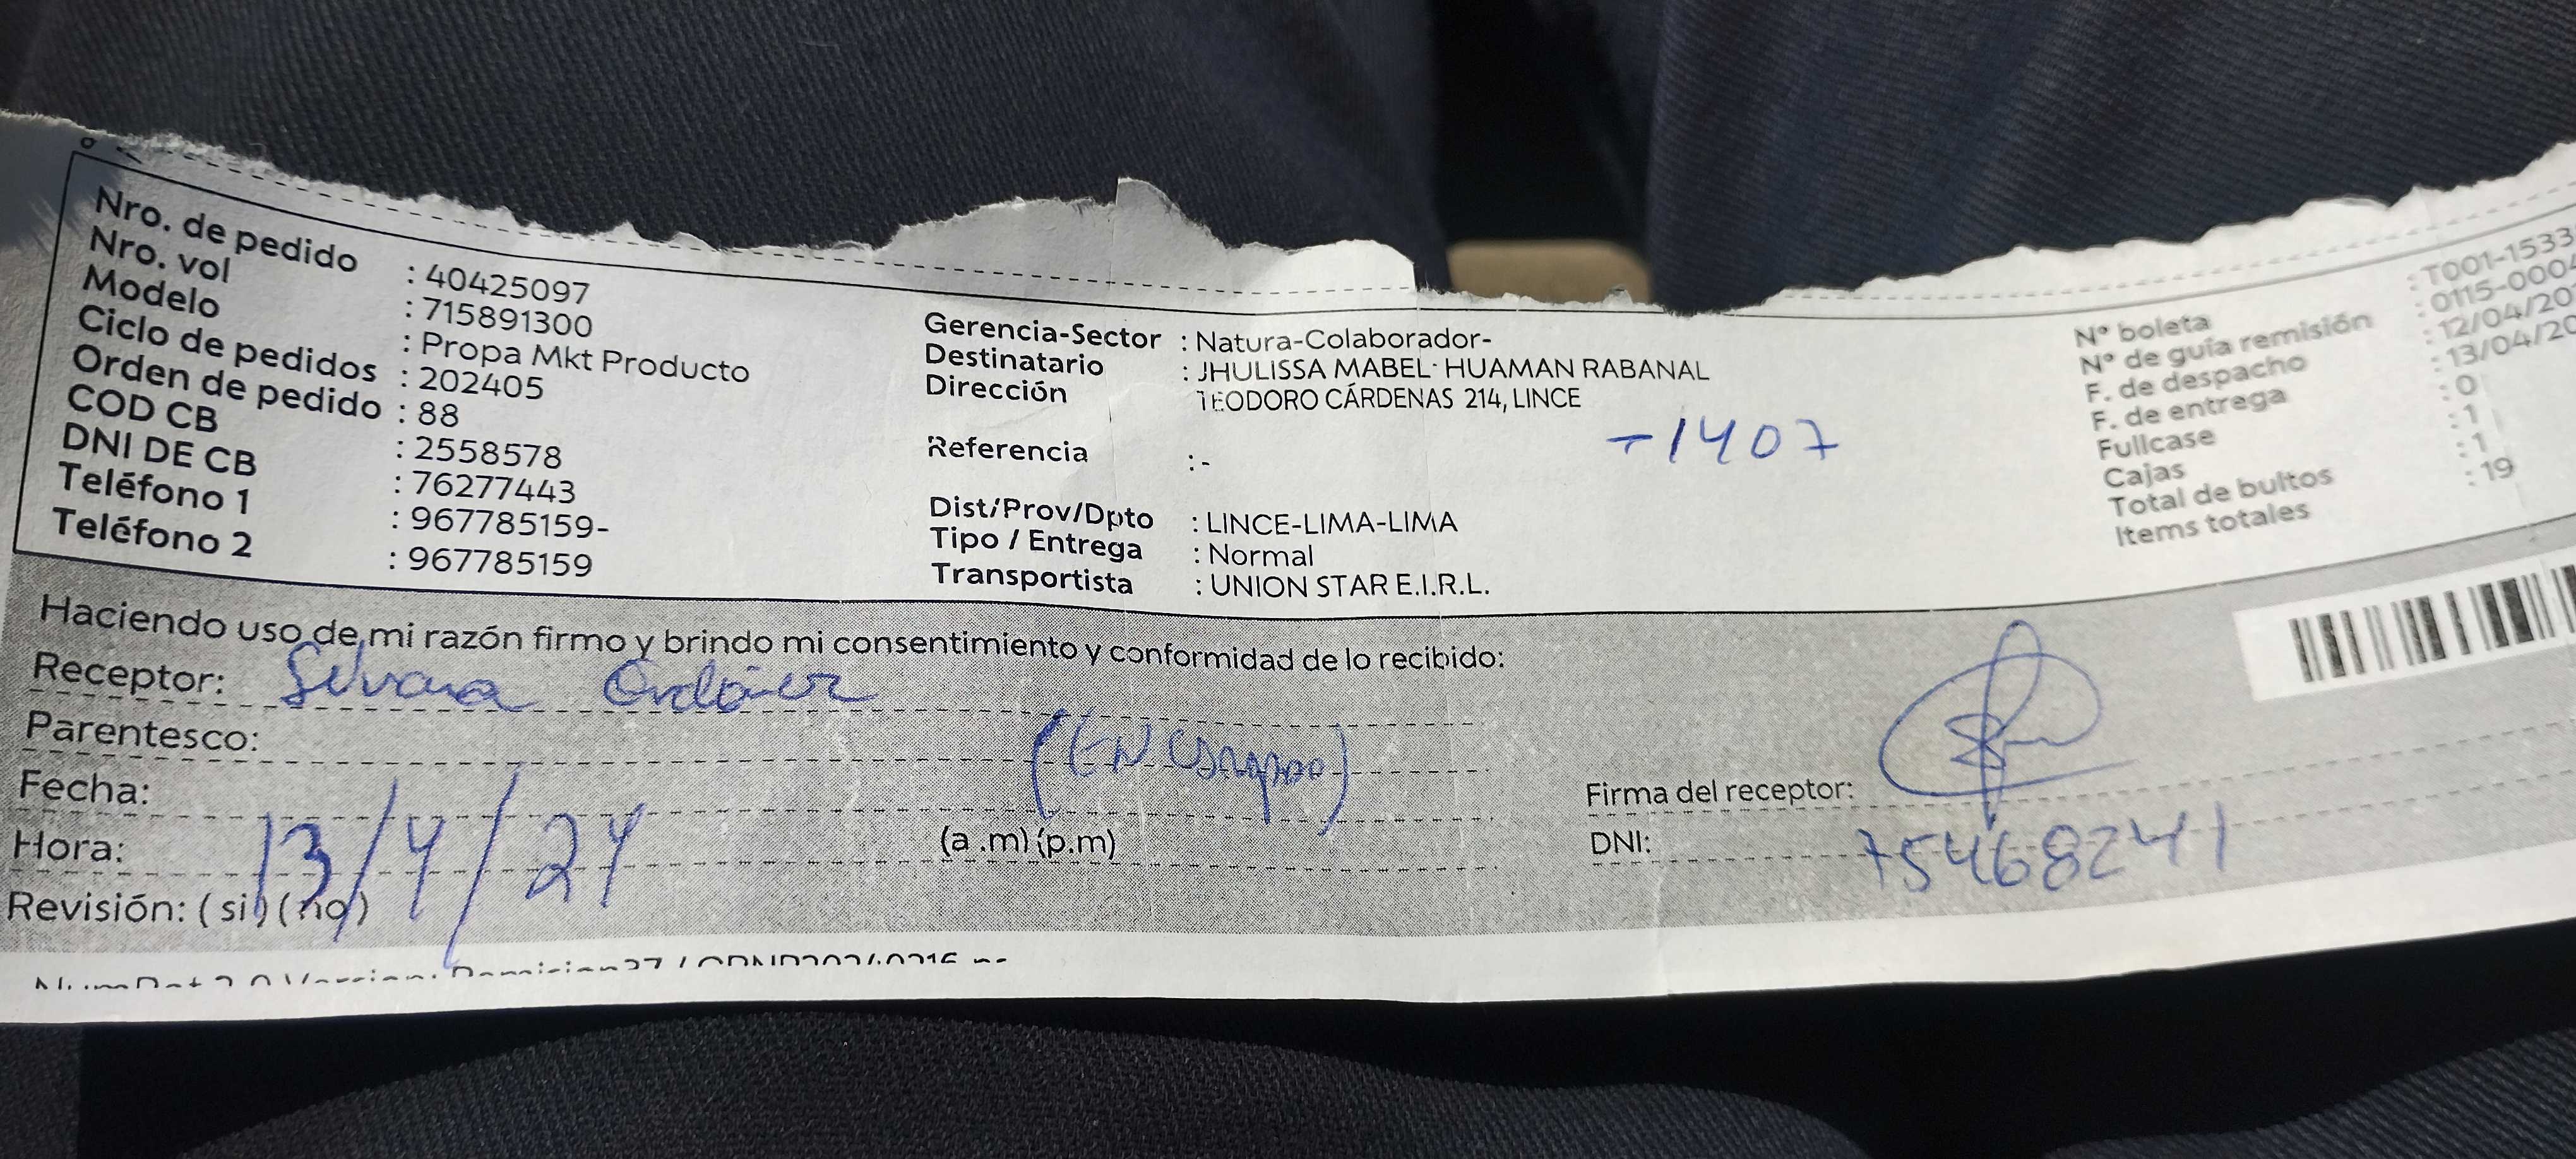 Nro. de pedido : 40425097
Nro. vol : 715891300
Modelo : Propa Mkt Producto
Ciclo de pedidos : 202405
Orden de pedido : 88
COD CB : 2558578
DNI DE CB : 76277443
Teléfono 1 : 967785159-
Teléfono 2 : 967785159
Gerencia-Sector : Natura-Colaborador-
Destinatario : JHULISSA MABEL HUAMAN RABANAL
Dirección TEODORO CÁRDENAS 214, LINCE
-1407
Referencia : -
Dist/Prov/Dpto : LINCE-LIMA-LIMA
Tipo / Entrega : Normal
Transportista : UNION STAR E.I.R.L.
N° boleta : T001-1533
N° de guía remisión : 0115-0004
F. de despacho : 12/04/20
F. de entrega : 13/04/20
Fullcase : 0
Cajas : 1
Total de bultos : 1
Items totales : 19
Haciendo uso de mi razón firmo y brindo mi consentimiento y conformidad de lo recibido:
Receptor: Silvana
Parentesco:
Fecha:
13/4/24
Hora: (a .m) (p.m)
Revisión: ( si ) ( no )
Firma del receptor:
DNI: 75468241